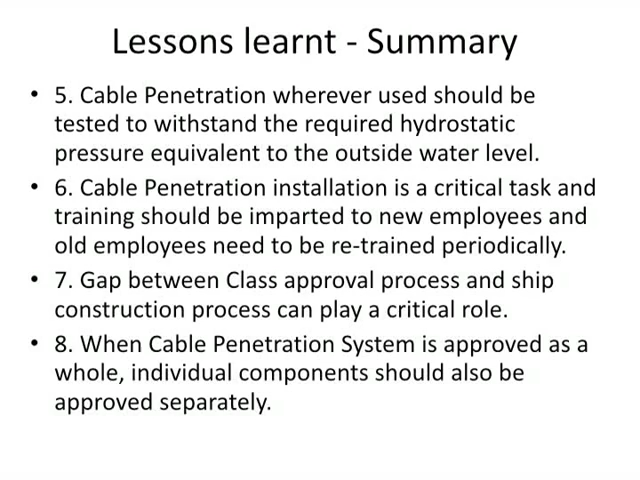 Lessons learnt - Summary
• 5. Cable Penetration wherever used should be
tested to withstand the required hydrostatic
pressure equivalent to the outside water level.
• 6. Cable Penetration installation is a critical task and
training should be imparted to new employees and
old employees need to be re-trained periodically.
• 7. Gap between Class approval process and ship
construction process can play a critical role.
• 8. When Cable Penetration System is approved as a
whole, individual components should also be
approved separately.